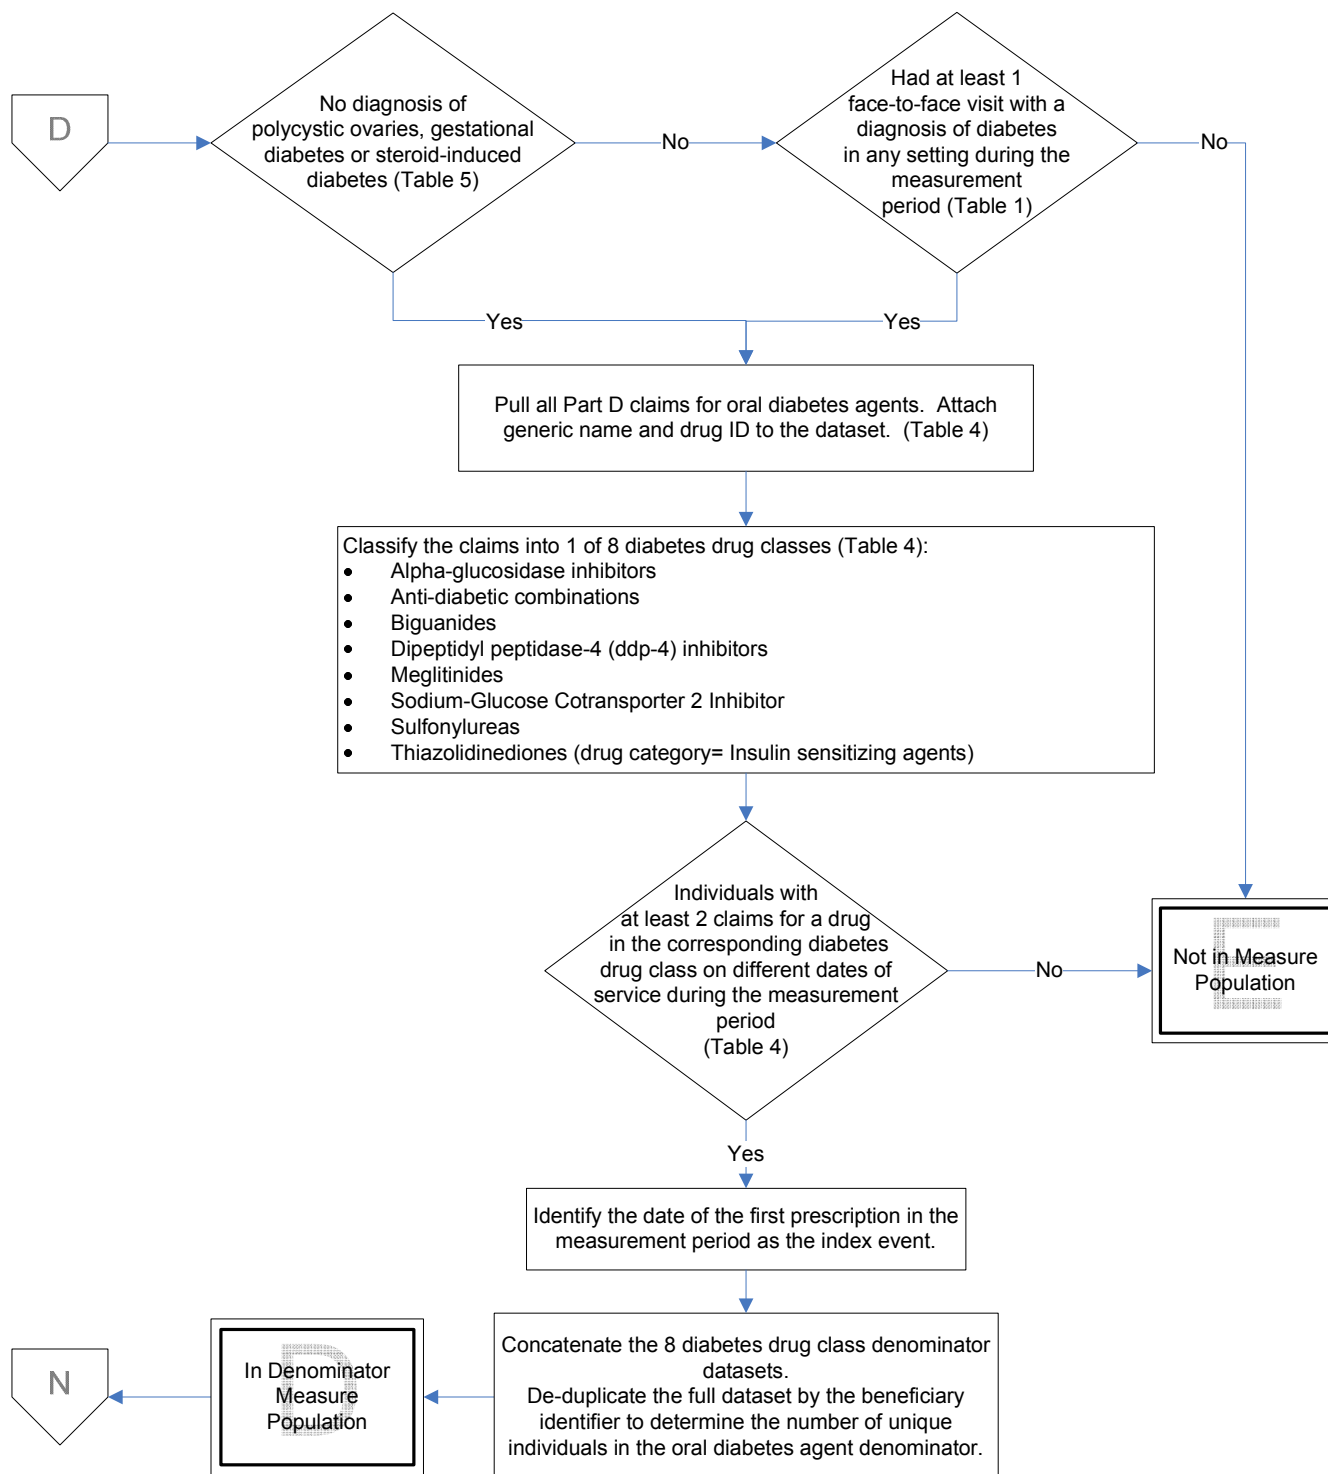 D
No diagnosis of
polycystic ovaries, gestational
diabetes or steroid-induced
diabetes (Table 5)
No
Had at least 1
face-to-face visit with a
diagnosis of diabetes
in any setting during the
measurement
period (Table 1)
No
Yes
Yes
Pull all Part D claims for oral diabetes agents.  Attach
generic name and drug ID to the dataset.  (Table 4)
Classify the claims into 1 of 8 diabetes drug classes (Table 4):
• Alpha-glucosidase inhibitors
• Anti-diabetic combinations
• Biguanides
• Dipeptidyl peptidase-4 (ddp-4) inhibitors
• Meglitinides
• Sodium-Glucose Cotransporter 2 Inhibitor
• Sulfonylureas
• Thiazolidinediones (drug category= Insulin sensitizing agents)
Individuals with
at least 2 claims for a drug
in the corresponding diabetes
drug class on different dates of
service during the measurement
period
(Table 4)
No
E
Not in Measure
Population
Yes
Identify the date of the first prescription in the
measurement period as the index event.
Concatenate the 8 diabetes drug class denominator
datasets.
De-duplicate the full dataset by the beneficiary
identifier to determine the number of unique
individuals in the oral diabetes agent denominator.
D
In Denominator
Measure
Population
N